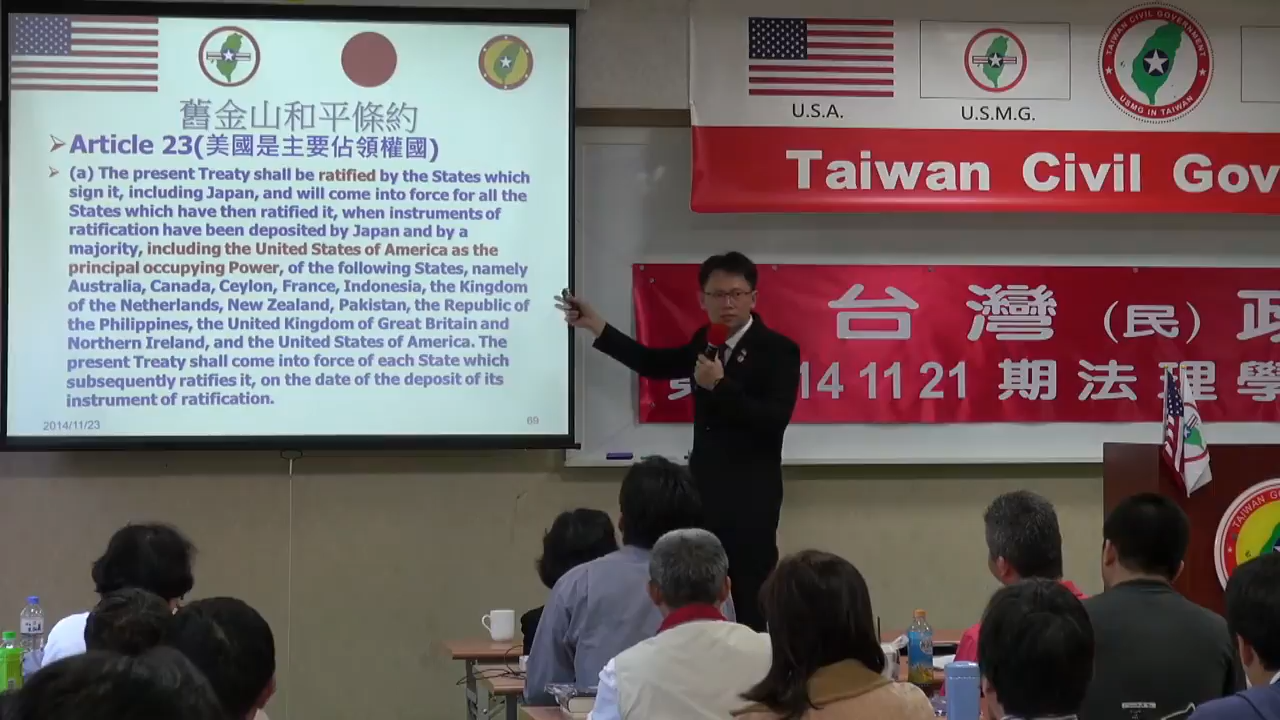 舊金山和平條約
Article 23(美國是主要佔領權國)
(a) The present Treaty shall be ratified by the States which
sign it, including Japan, and will come into force for all the
States which have then ratified it, when instruments of
ratification have been deposited by Japan and by a
majority, including the United States of America as the
principal occupying Power, of the following States, namely
Australia, Canada, Ceylon, France, Indonesia, the Kingdom
of the Netherlands, New Zealand, Pakistan, the Republic of
the Philippines, the United Kingdom of Great Britain and
Northern Ireland, and the United States of America. The
present Treaty shall come into force of each State which
subsequently ratifies it, on the date of the deposit of its
instrument of ratification.
2014/11/23
69
U.S.A.
U.S.M.G.
TAIWAN CIVIL GOVERNMENT
USMG IN TAIWAN
Taiwan Civil Gov
台灣(民)政
14 11 21 期法理學
TAIWAN G